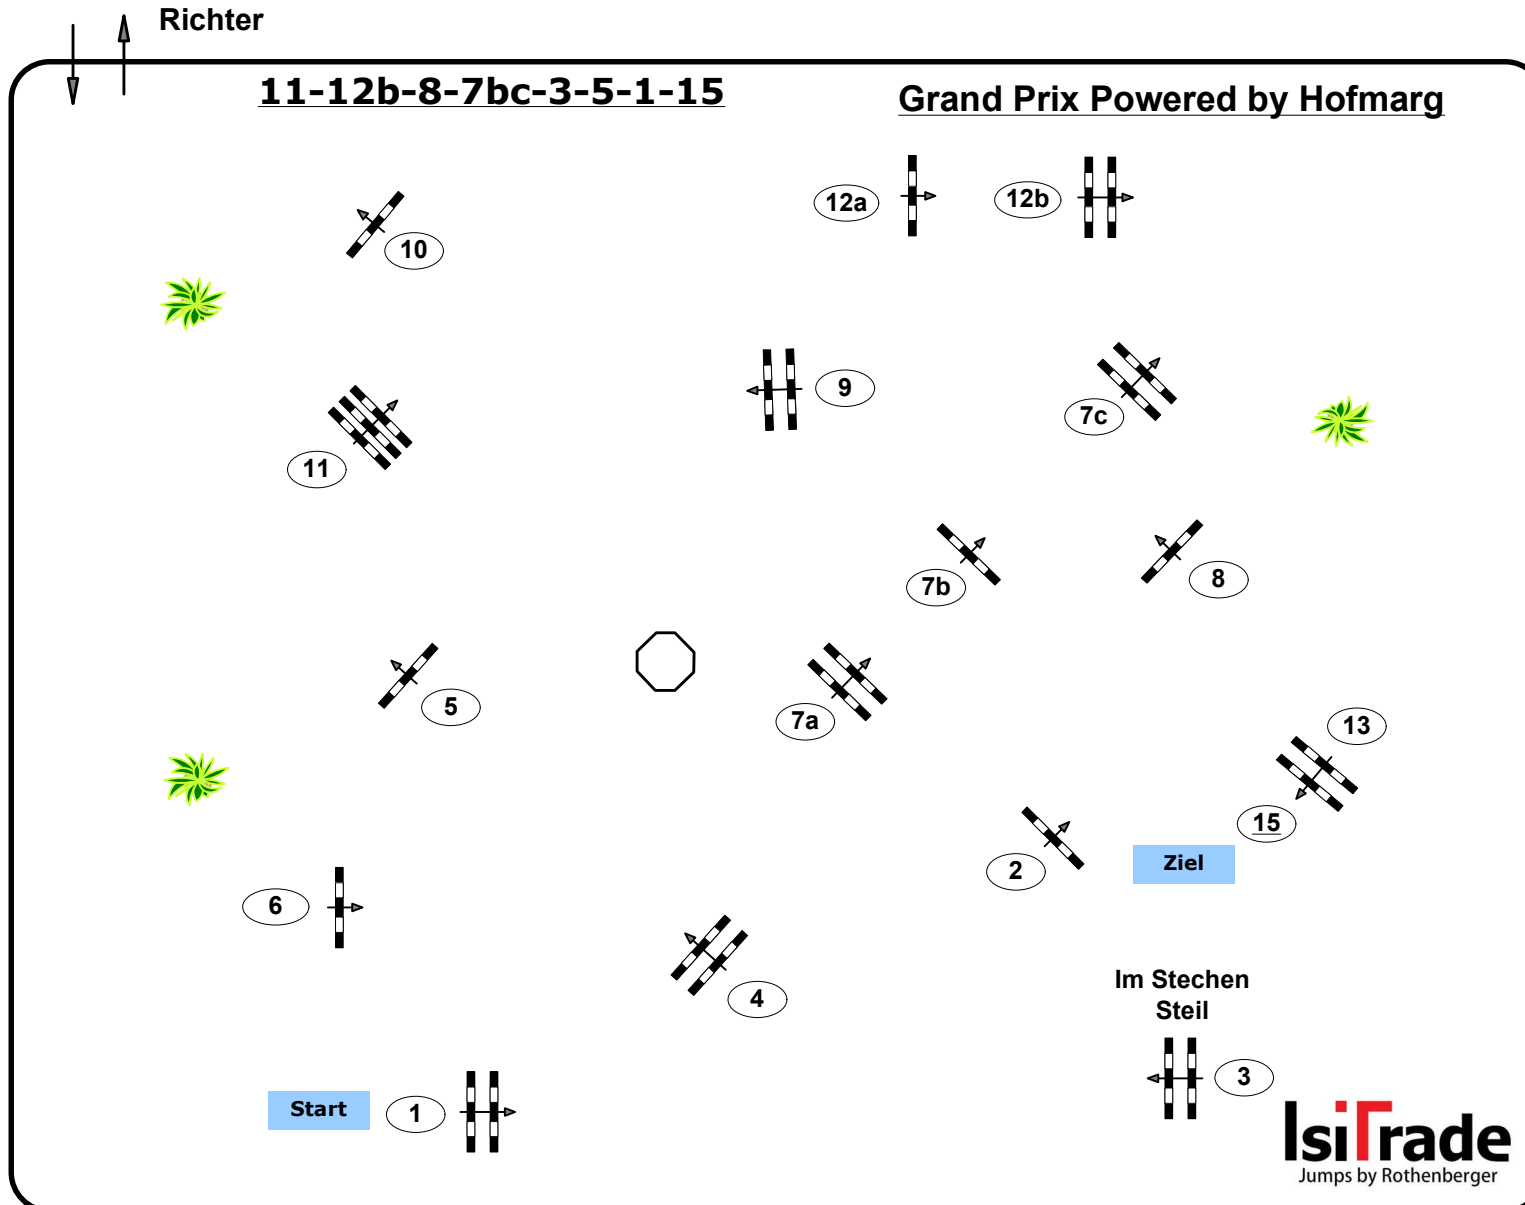 Richter
11-12b-8-7bc-3-5-1-15
Grand Prix Powered by Hofmarg
12a
12b
10
9
7c
11
7b
8
5
7a
13
15
2
Ziel
6
4
Im Stechen
Steil
3
Start
1
IsiTrade
Jumps by Rothenberger